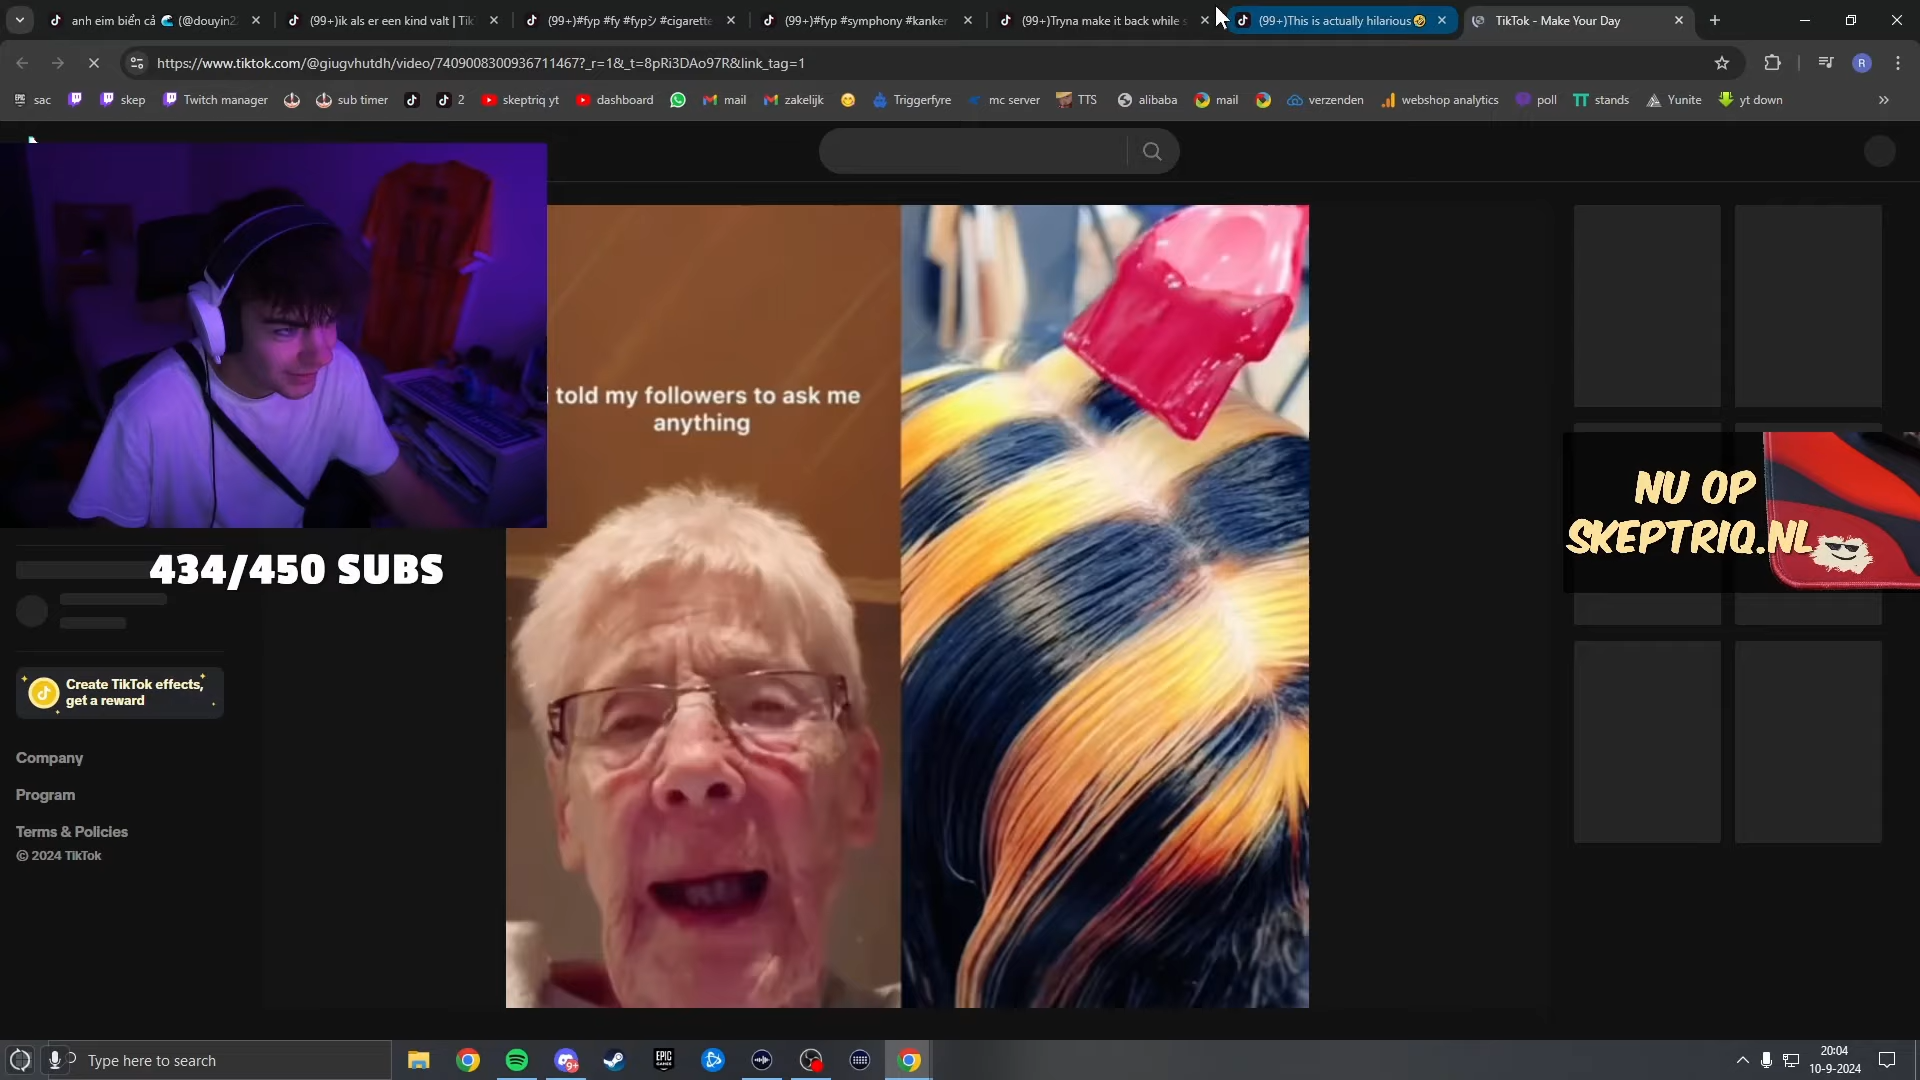 anh eim biển cả 🌊 (@douyin2
(99+)ik als er een kind valt | Tik
(99+)#fyp #fy #fypシ #cigarette
(99+)#fyp #symphony #kanker
(99+)Tryna make it back while s
(99+)This is actually hilarious 🤣
TikTok - Make Your Day
https://www.tiktok.com/@giugvhutdh/video/7409008300936711467?_r=1&_t=8pRi3DAo97R&link_tag=1
R
sac
skep
Twitch manager
sub timer
2
skeptriq yt
dashboard
mail
zakelijk
Triggerfyre
mc server
TTS
alibaba
mail
verzenden
webshop analytics
poll
stands
Yunite
yt down
i told my followers to ask me
anything
NU OP
SKEPTRIQ.NL
434/450 SUBS
Create TikTok effects,
get a reward
Company
Program
Terms & Policies
© 2024 TikTok
Type here to search
EPIC
GAMES
9+
20:04
10-9-2024